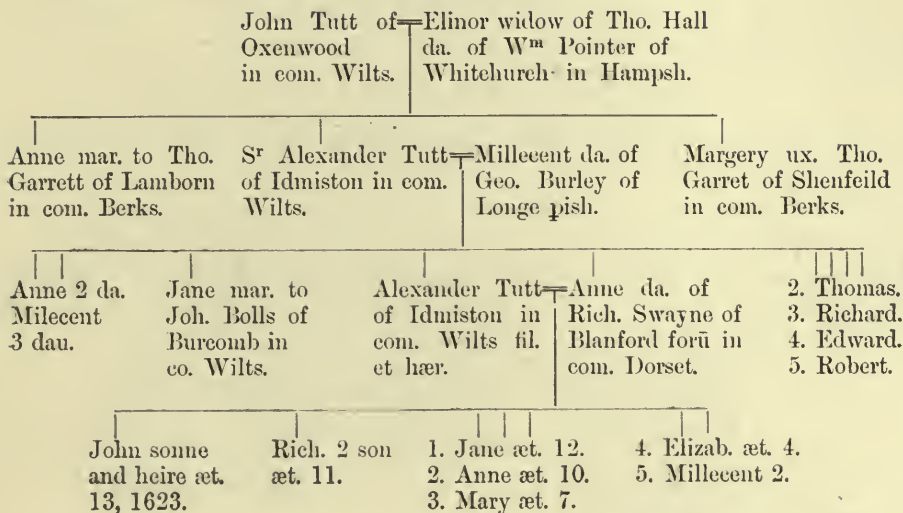 John Tutt of
Oxenwood
in com. Wilts.
Elinor widow of Tho. Hall
da. of Wᵐ Pointer of
Whitchurch in Hampsh.
Anne mar. to Tho.
Garrett of Lamborn
in com. Berks.
Sʳ Alexander Tutt
of Idmiston in com.
Wilts.
Millecent da. of
Geo. Burley of
Longe pish.
Margery ux. Tho.
Garret of Shenfeild
in com. Berks.
Anne 2 da.
Milecent
3 dau.
Jane mar. to
Joh. Bolls of
Burcomb in
co. Wilts.
Alexander Tutt
of Idmiston in
com. Wilts fil.
et hær.
Anne da. of
Rich. Swayne of
Blanford forū in
com. Dorset.
2. Thomas.
3. Richard.
4. Edward.
5. Robert.
John sonne
and heire æt.
13, 1623.
Rich. 2 son
æt. 11.
1. Jane æt. 12.
2. Anne æt. 10.
3. Mary æt. 7.
4. Elizab. æt. 4.
5. Millecent 2.